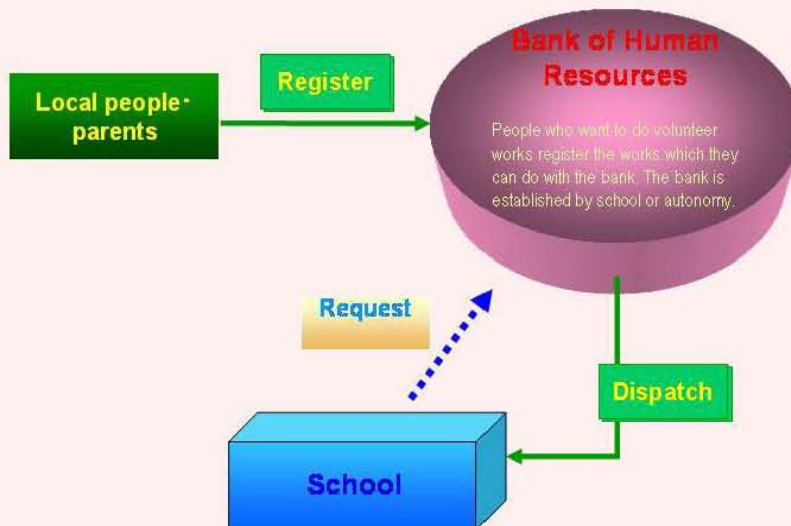 Bank of Human
Resources
People who want to do volunteer
works register the works which they
can do with the bank. The bank is
established by school or autonomy.
Register
Local people·
parents
Request
Dispatch
School